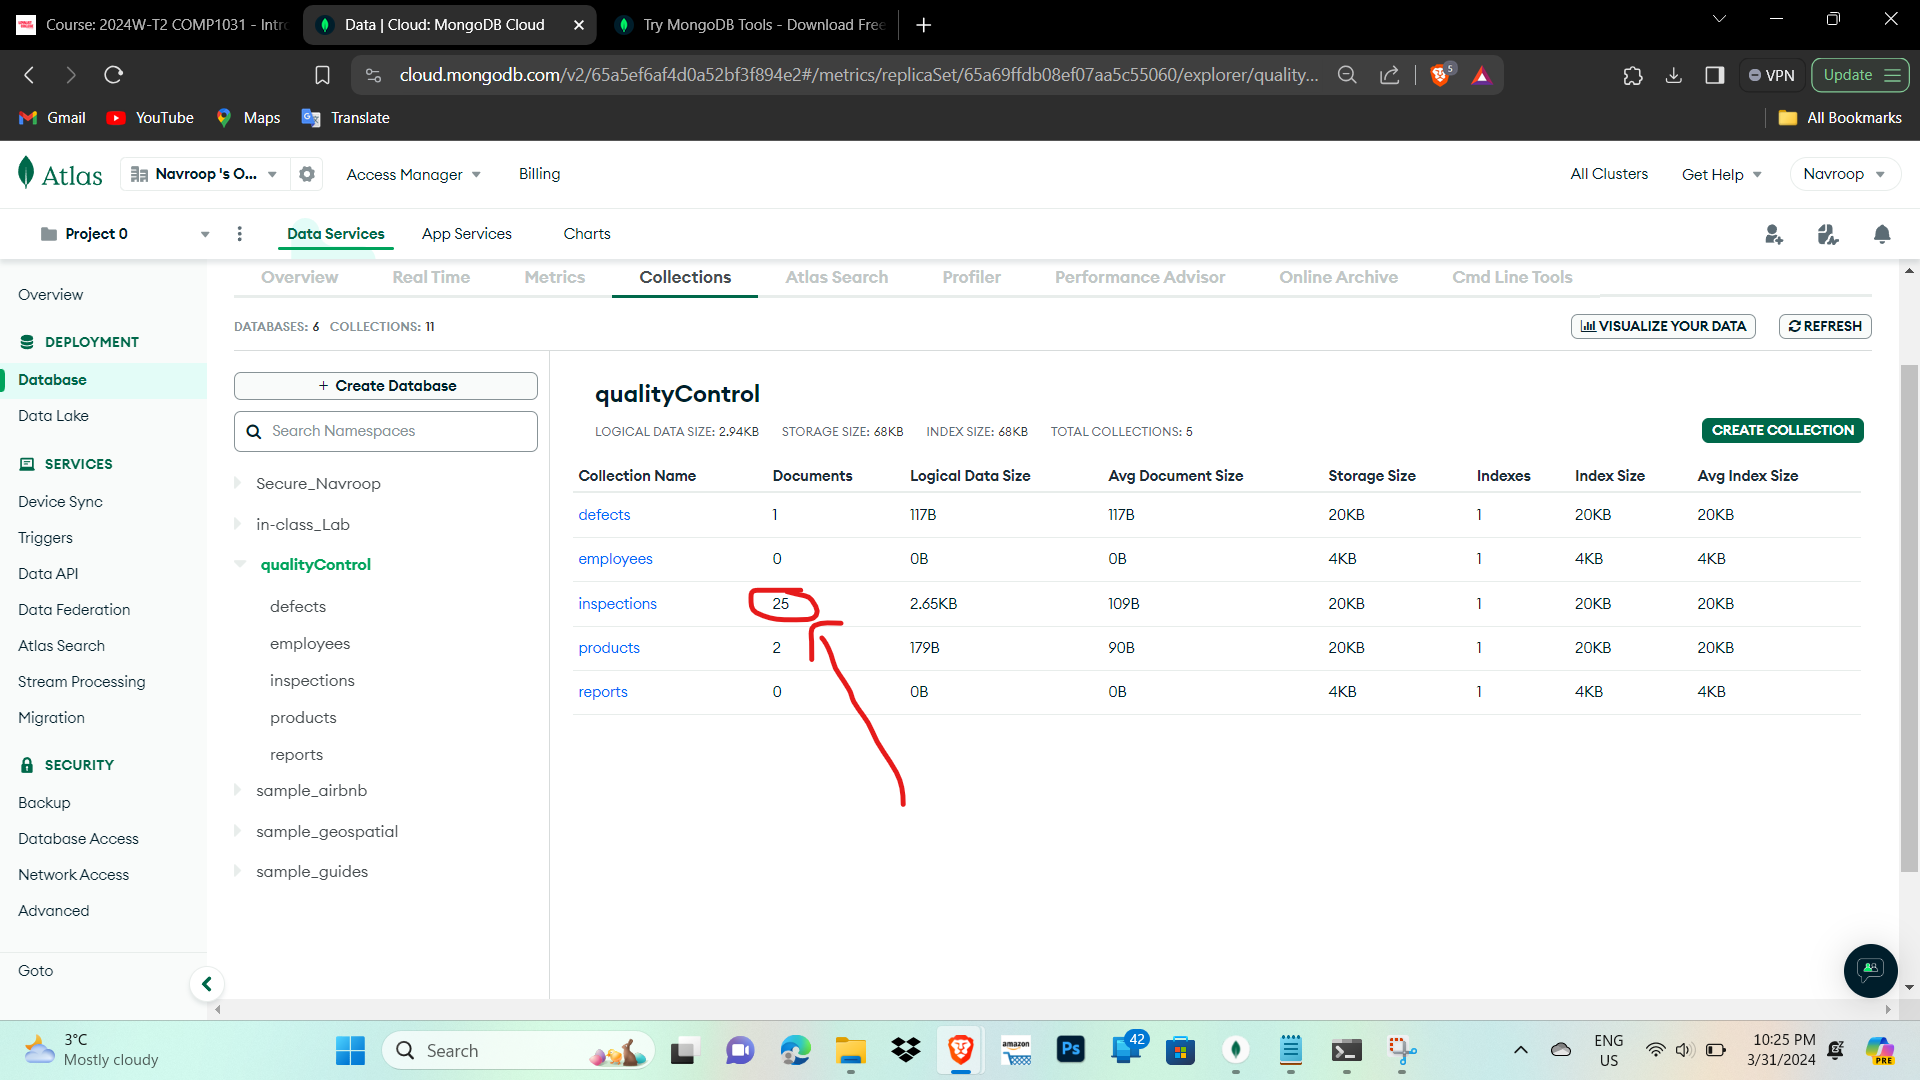 Course: 2024W-T2 COMP1031 - Intro
Data | Cloud: MongoDB Cloud
Try MongoDB Tools - Download Free
cloud.mongodb.com/v2/65a5ef6af4d0a52bf3f894e2#/metrics/replicaSet/65a69ffdb08ef07aa5c55060/explorer/quality...
5
VPN
Update
Gmail
YouTube
Maps
Translate
All Bookmarks
Atlas
Navroop 's O...
Access Manager
Billing
All Clusters
Get Help
Navroop
Project 0
Data Services
App Services
Charts
Overview
Real Time
Metrics
Collections
Atlas Search
Profiler
Performance Advisor
Online Archive
Cmd Line Tools
Overview
DEPLOYMENT
Database
Data Lake
SERVICES
Device Sync
Triggers
Data API
Data Federation
Atlas Search
Stream Processing
Migration
SECURITY
Backup
Database Access
Network Access
Advanced
Goto
DATABASES: 6 COLLECTIONS: 11
VISUALIZE YOUR DATA
REFRESH
+ Create Database
Search Namespaces
Secure_Navroop
in-class_Lab
qualityControl
defects
employees
inspections
products
reports
sample_airbnb
sample_geospatial
sample_guides
qualityControl
LOGICAL DATA SIZE: 2.94KB STORAGE SIZE: 68KB INDEX SIZE: 68KB TOTAL COLLECTIONS: 5
CREATE COLLECTION
Collection Name Documents Logical Data Size Avg Document Size Storage Size Indexes Index Size Avg Index Size
defects 1 117B 117B 20KB 1 20KB 20KB
employees 0 0B 0B 4KB 1 4KB 4KB
inspections 25 2.65KB 109B 20KB 1 20KB 20KB
products 2 179B 90B 20KB 1 20KB 20KB
reports 0 0B 0B 4KB 1 4KB 4KB
3°C
Mostly cloudy
Search
amazon
Ps
42
ENG
US
10:25 PM
3/31/2024
PRE